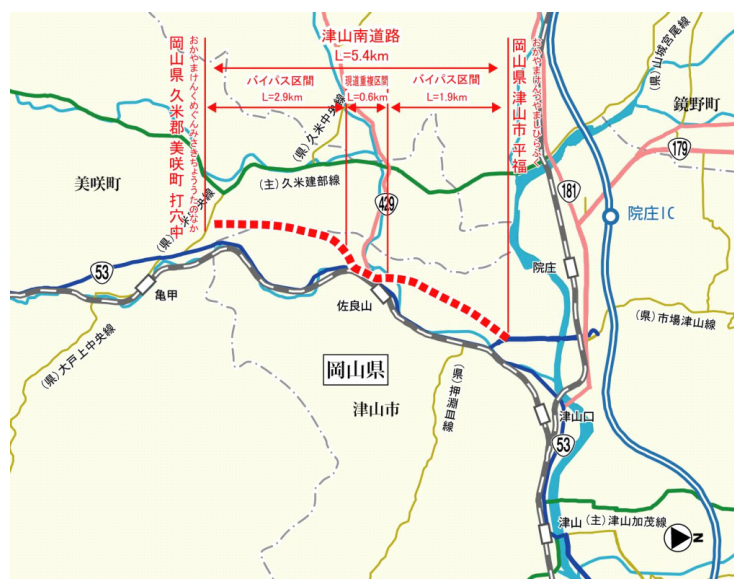 津山南道路
L=5.4km
バイパス区間
L=2.9km
現道重複区間
L=0.6km
バイパス区間
L=1.9km
おかやまけんくめぐんみさきちょううたのなか
岡山県 久米郡 美咲町 打穴中
おかやまけんつやましひらふく
岡山県 津山市 平福
(県)久米中央線
(県)山城宮尾線
鏡野町
179
181
美咲町
(主)久米建部線
429
院庄IC
院庄
53
亀甲
佐良山
(県)市場津山線
(県)大戸上中央線
岡山県
津山市
(県)押渕皿線
津山口
53
津山
(主)津山加茂線
N